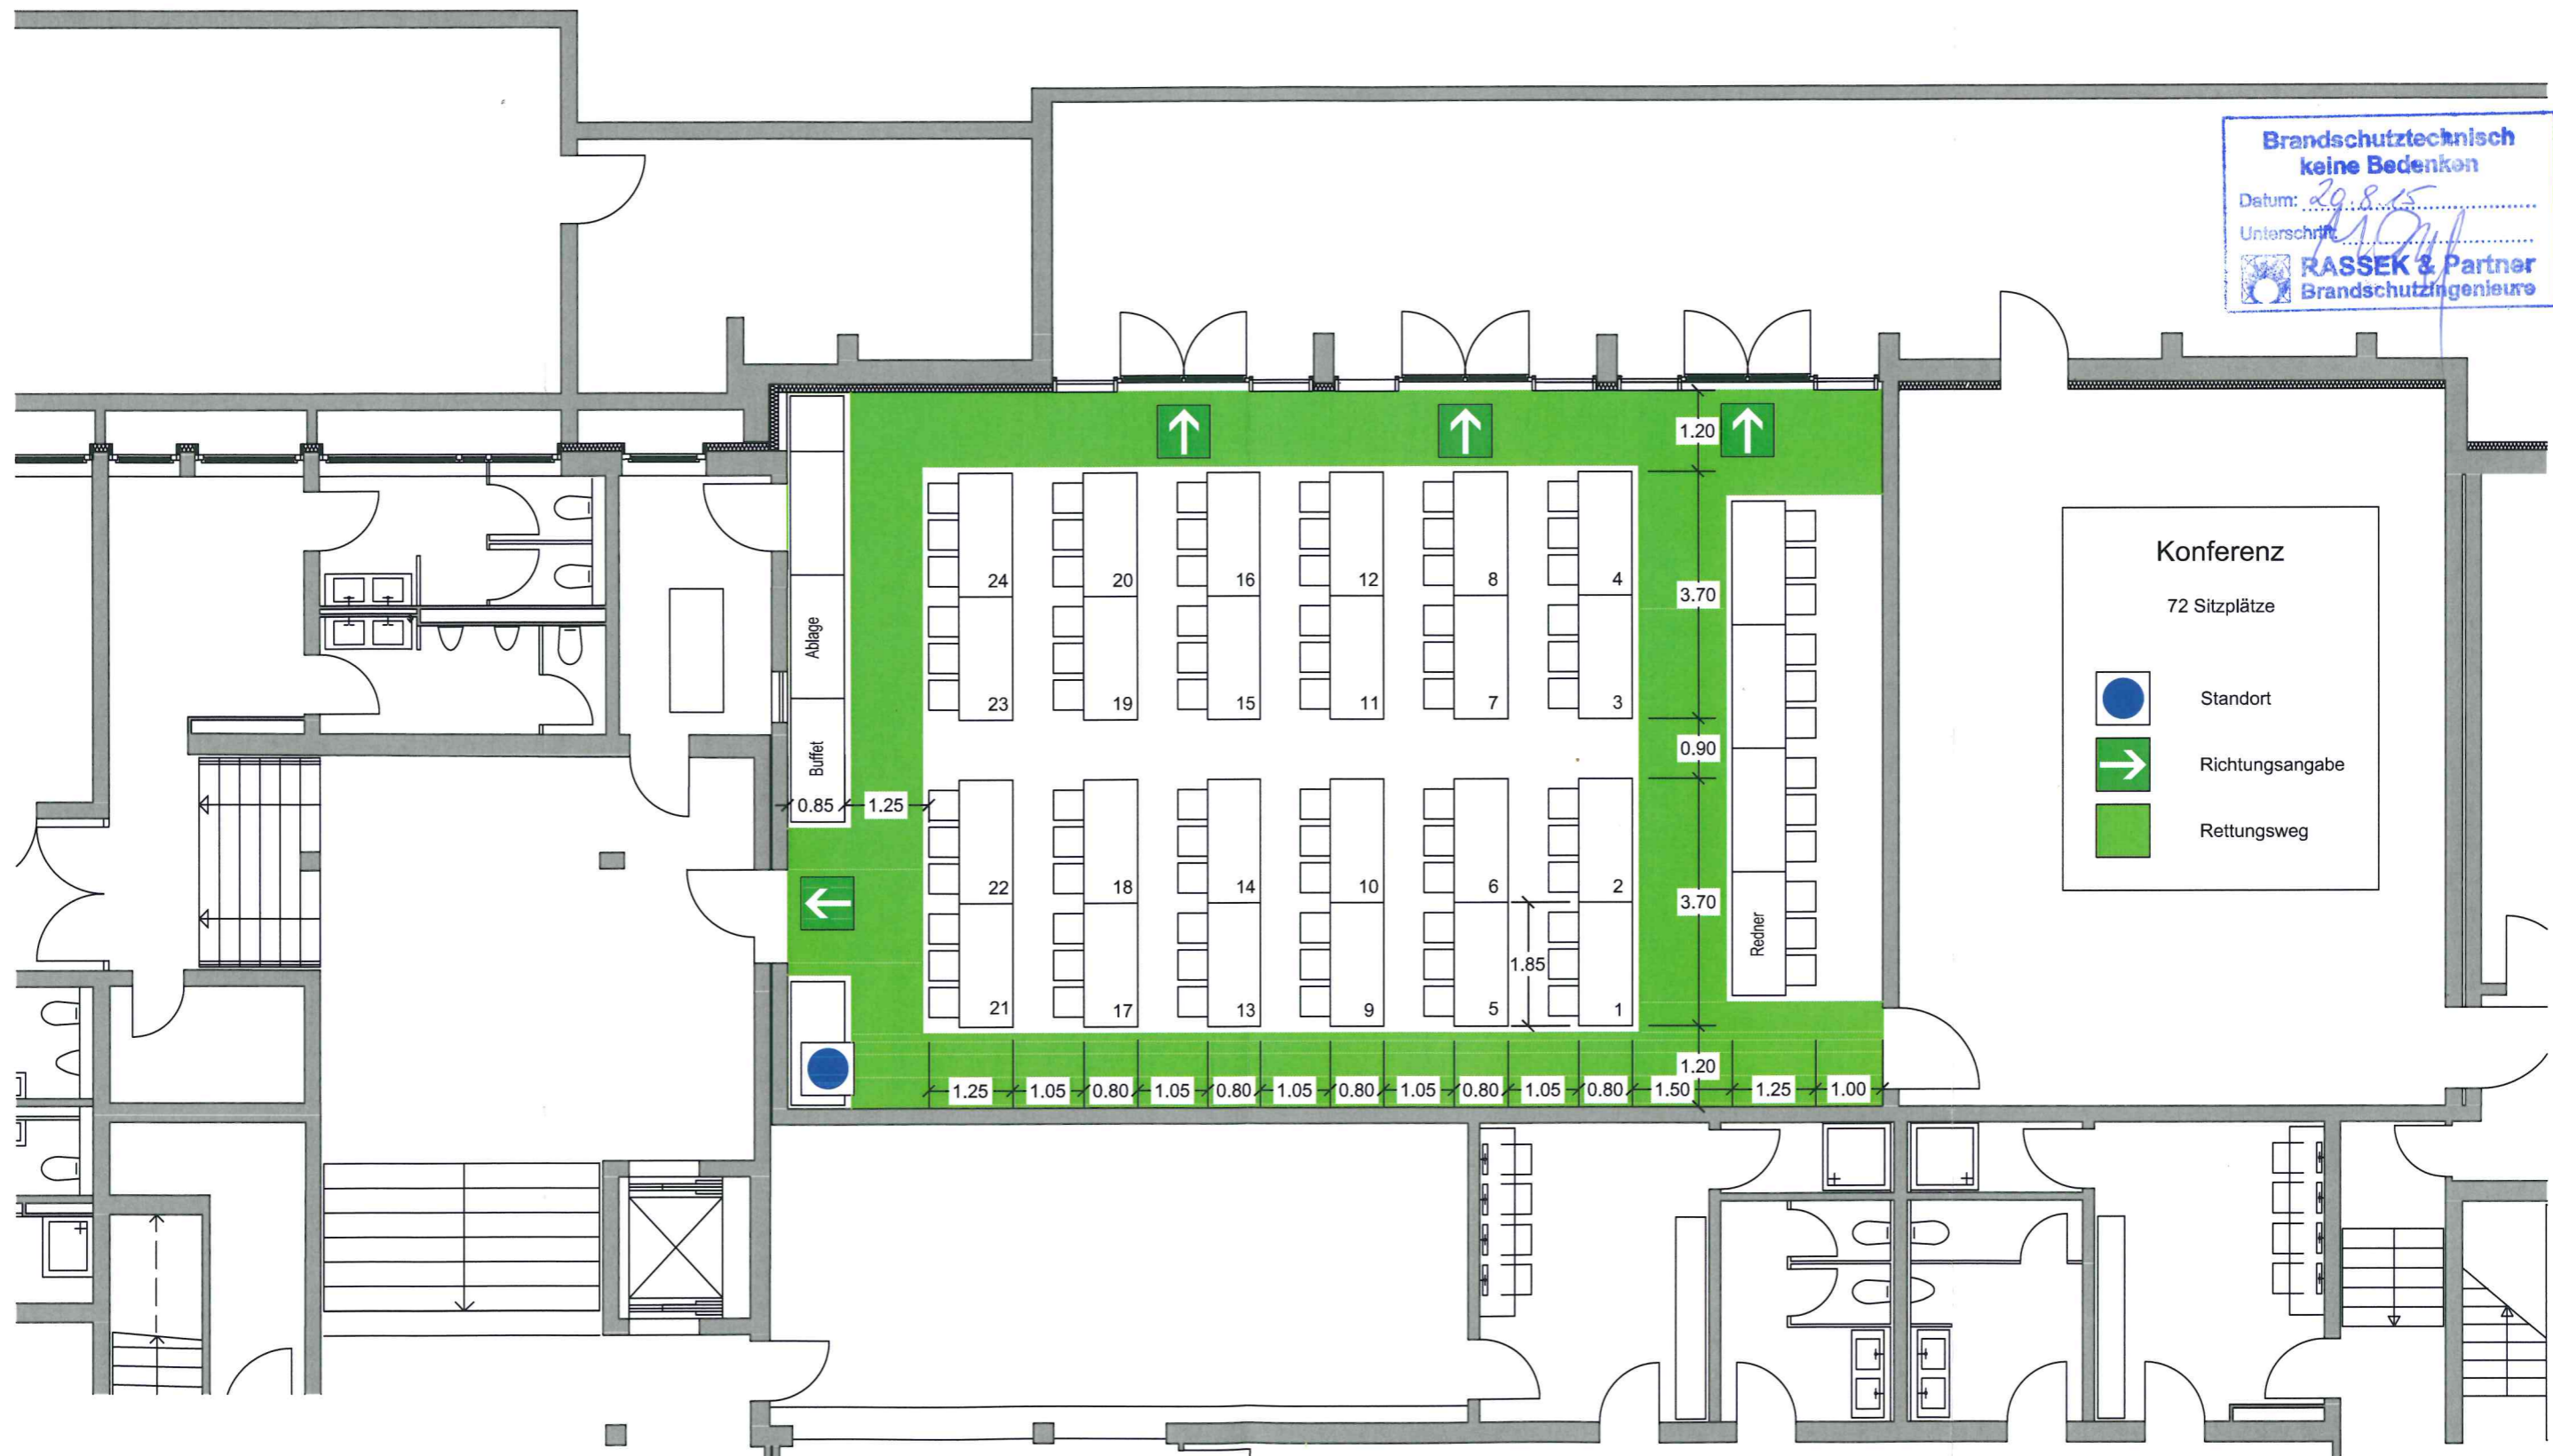 Brandschutztechnisch
keine Bedenken
Datum: 20.8.15
Unterschrift:
RASSEK & Partner
Brandschutzingenieure
Konferenz
72 Sitzplätze
Standort
Richtungsangabe
Rettungsweg
Ablage
Buffet
Redner
24 20 16 12 8 4
23 19 15 11 7 3
22 18 14 10 6 2
21 17 13 9 5 1
0.85 1.25
1.20
3.70
0.90
3.70
1.85
1.20
1.25 1.05 0.80 1.05 0.80 1.05 0.80 1.05 0.80 1.05 0.80 1.50 1.25 1.00